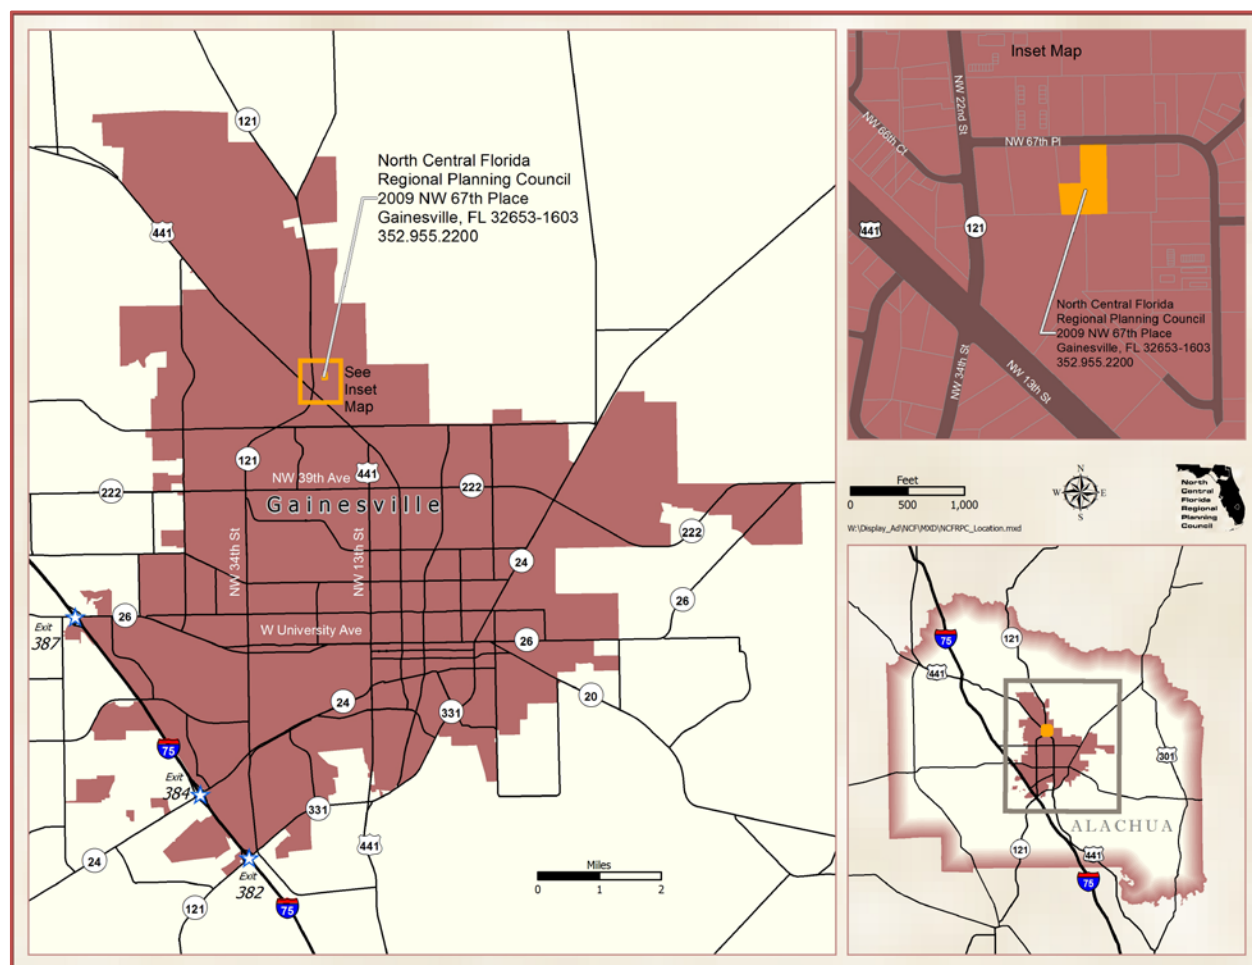 121
North Central Florida
Regional Planning Council
2009 NW 67th Place
Gainesville, FL 32653-1603
352.955.2200
441
See
Inset
Map
121
NW 39th Ave
441
222
222
Gainesville
222
NW 34th St
NW 13th St
24
26
26
W University Ave
26
Exit
387
24
20
331
75
Exit
384
331
441
24
Exit
382
121
75
Miles
0 1 2
Inset Map
NW 22nd St
NW 66th Ct
NW 67th Pl
441
121
North Central Florida
Regional Planning Council
2009 NW 67th Place
Gainesville, FL 32653-1603
352.955.2200
NW 34th St
NW 13th St
Feet
0 500 1,000
W:\Display_Ad\NCF\MXD\NCFRPC_Location.mxd
N
W E
S
North
Central
Florida
Regional
Planning
Council
75
121
441
301
ALACHUA
121
441
75